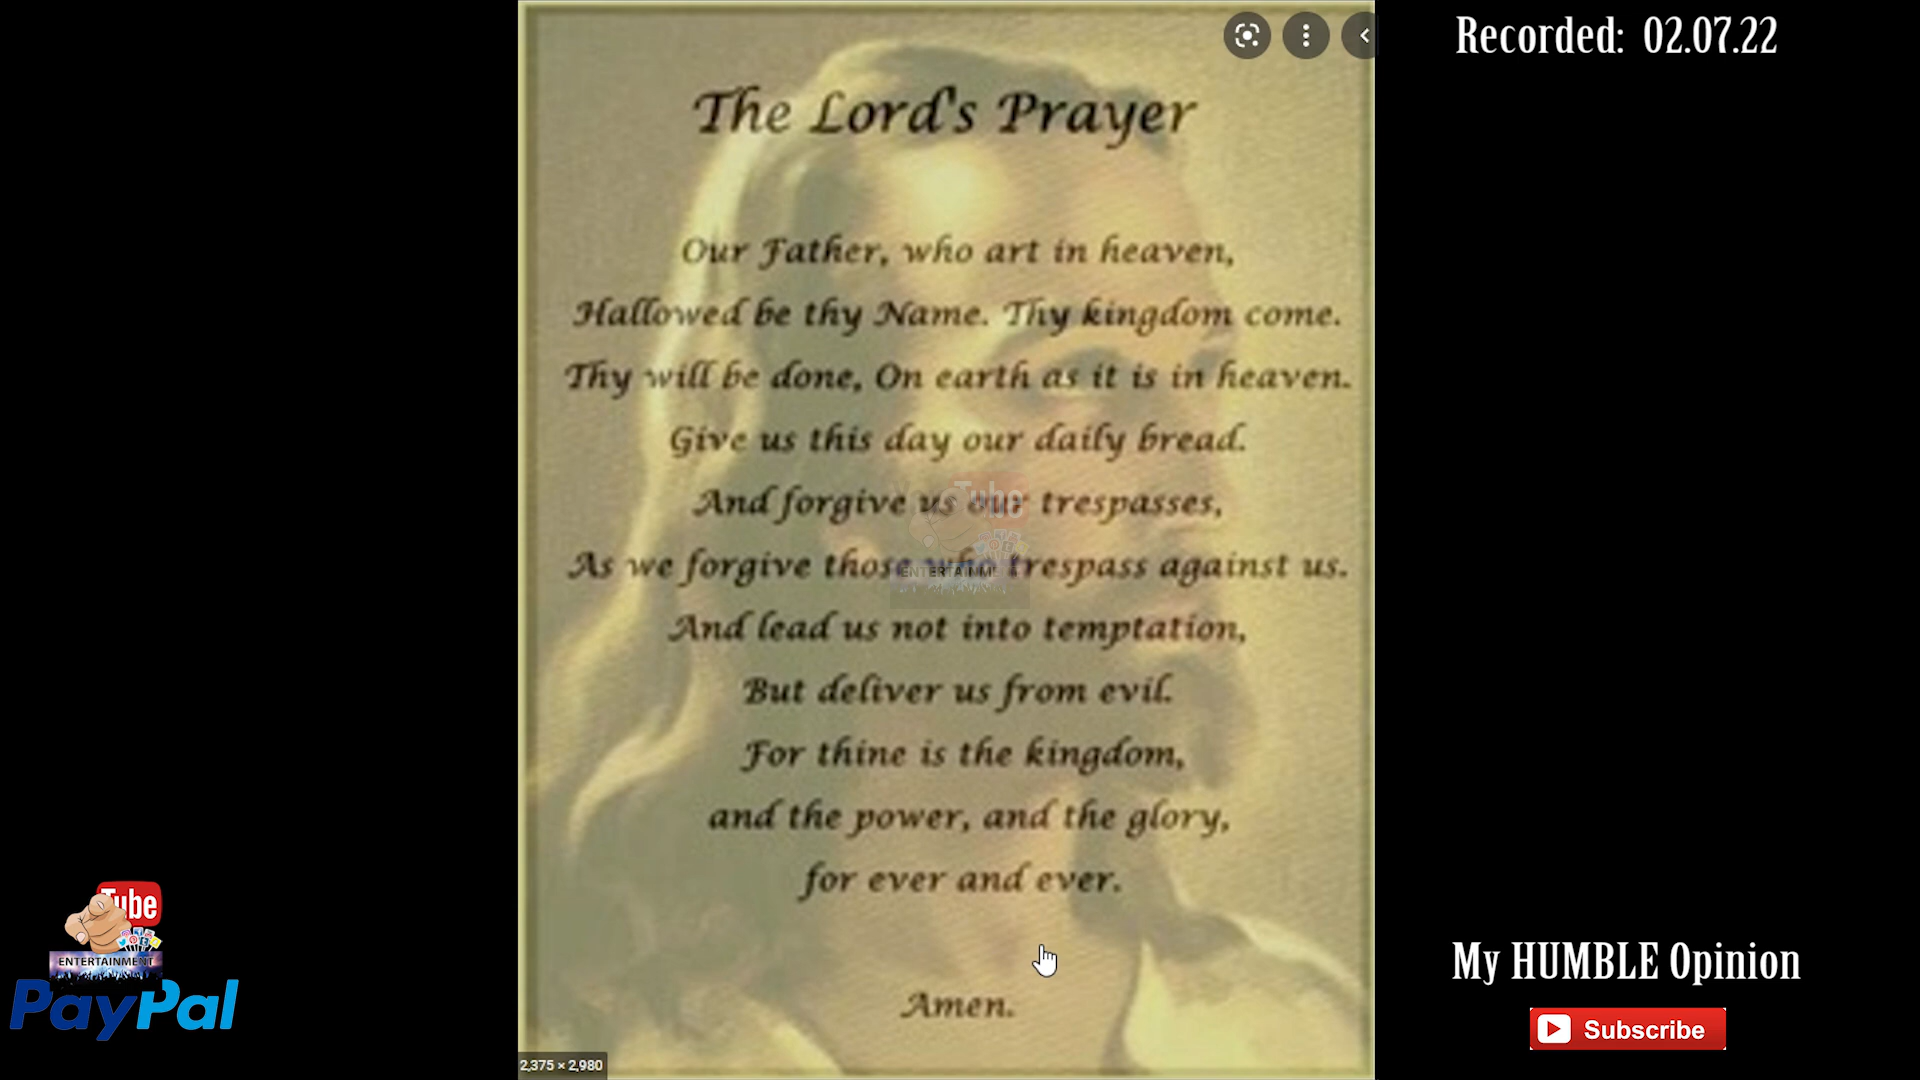 Recorded: 02.07.22
The Lord's Prayer
Our Father, who art in heaven,
Hallowed be thy Name. Thy kingdom come.
Thy will be done, On earth as it is in heaven.
Give us this day our daily bread.
And forgive us our trespasses,
As we forgive those who trespass against us.
And lead us not into temptation,
But deliver us from evil.
For thine is the kingdom,
and the power, and the glory,
for ever and ever.
Amen.
Tube
ENTERTAINMENT
Tube
ENTERTAINMENT
PayPal
2,375 × 2,980
My HUMBLE Opinion
Subscribe